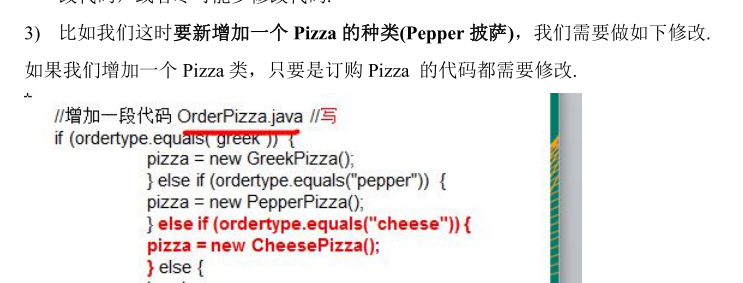 3) 比如我们这时要新增加一个 Pizza 的种类(Pepper 披萨)，我们需要做如下修改.
如果我们增加一个 Pizza 类，只要是订购 Pizza 的代码都需要修改.
//增加一段代码 OrderPizza.java //写
if (ordertype.equals("greek")) {
pizza = new GreekPizza();
} else if (ordertype.equals("pepper")) {
pizza = new PepperPizza();
} else if (ordertype.equals("cheese")) {
pizza = new CheesePizza();
} else {